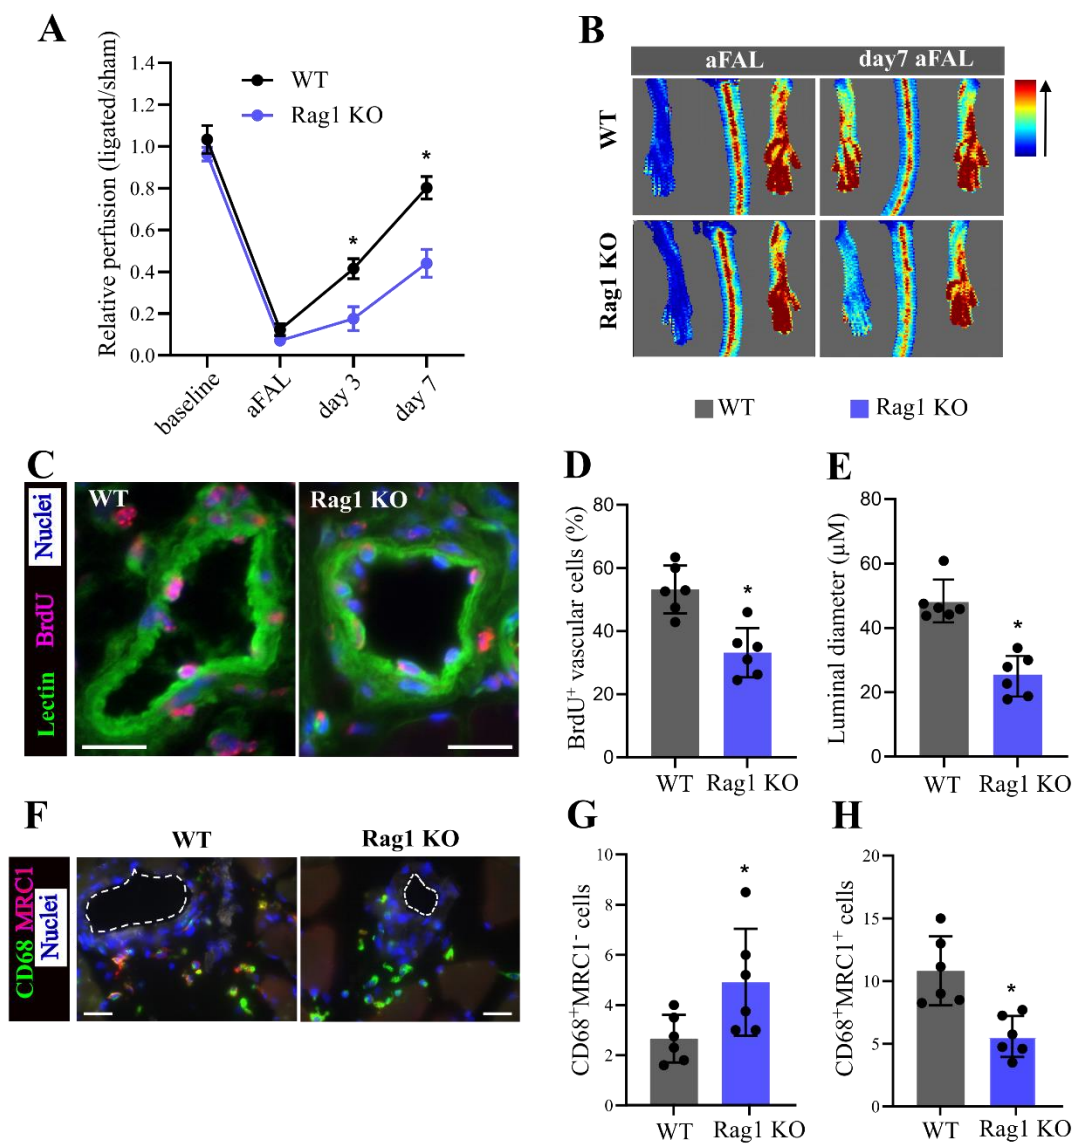 A
1.4
1.2
1.0
0.8
0.6
0.4
0.2
0.0
Relative perfusion (ligated/sham)
WT
Rag1 KO
*
*
baseline
aFAL
day 3
day 7
B
aFAL
day7 aFAL
WT
Rag1 KO
WT
Rag1 KO
C
Lectin BrdU Nuclei
WT
Rag1 KO
D
80
60
40
20
0
BrdU⁺ vascular cells (%)
*
WT
Rag1 KO
E
80
60
40
20
0
Luminal diameter (µM)
*
WT
Rag1 KO
F
WT
Rag1 KO
CD68 MRC1
Nuclei
G
10
8
6
4
2
0
CD68⁺MRC1⁻ cells
*
WT
Rag1 KO
H
20
15
10
5
0
CD68⁺MRC1⁺ cells
*
WT
Rag1 KO